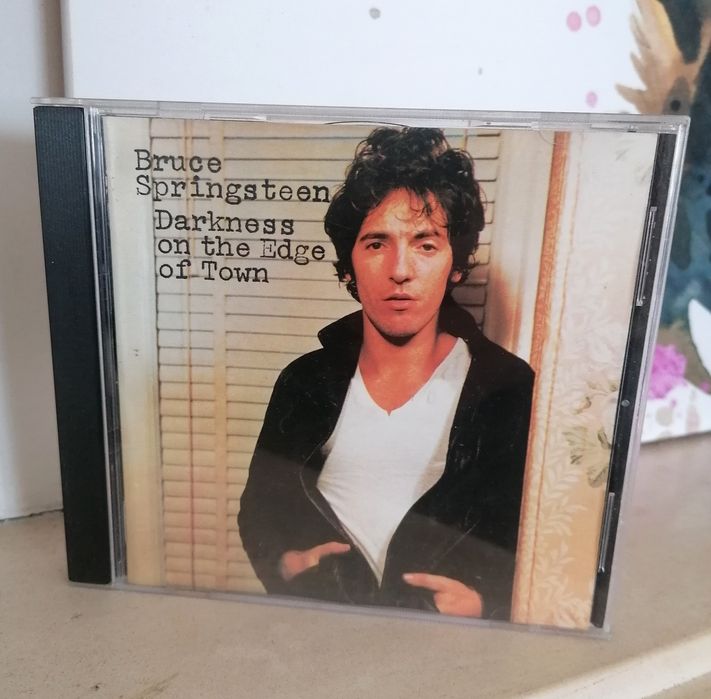 Bruce
Springsteen
Darkness
on the Edge
of Town